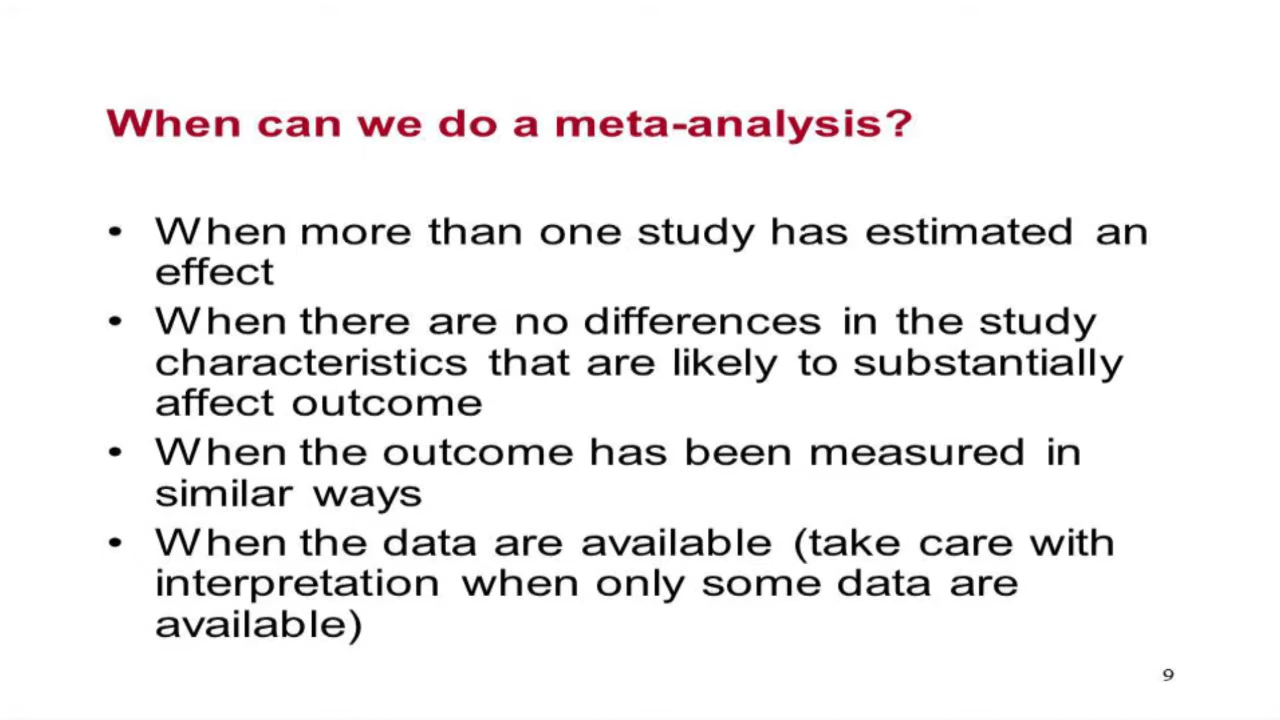 When can we do a meta-analysis?
• When more than one study has estimated an
effect
• When there are no differences in the study
characteristics that are likely to substantially
affect outcome
• When the outcome has been measured in
similar ways
• When the data are available (take care with
interpretation when only some data are
available)
9